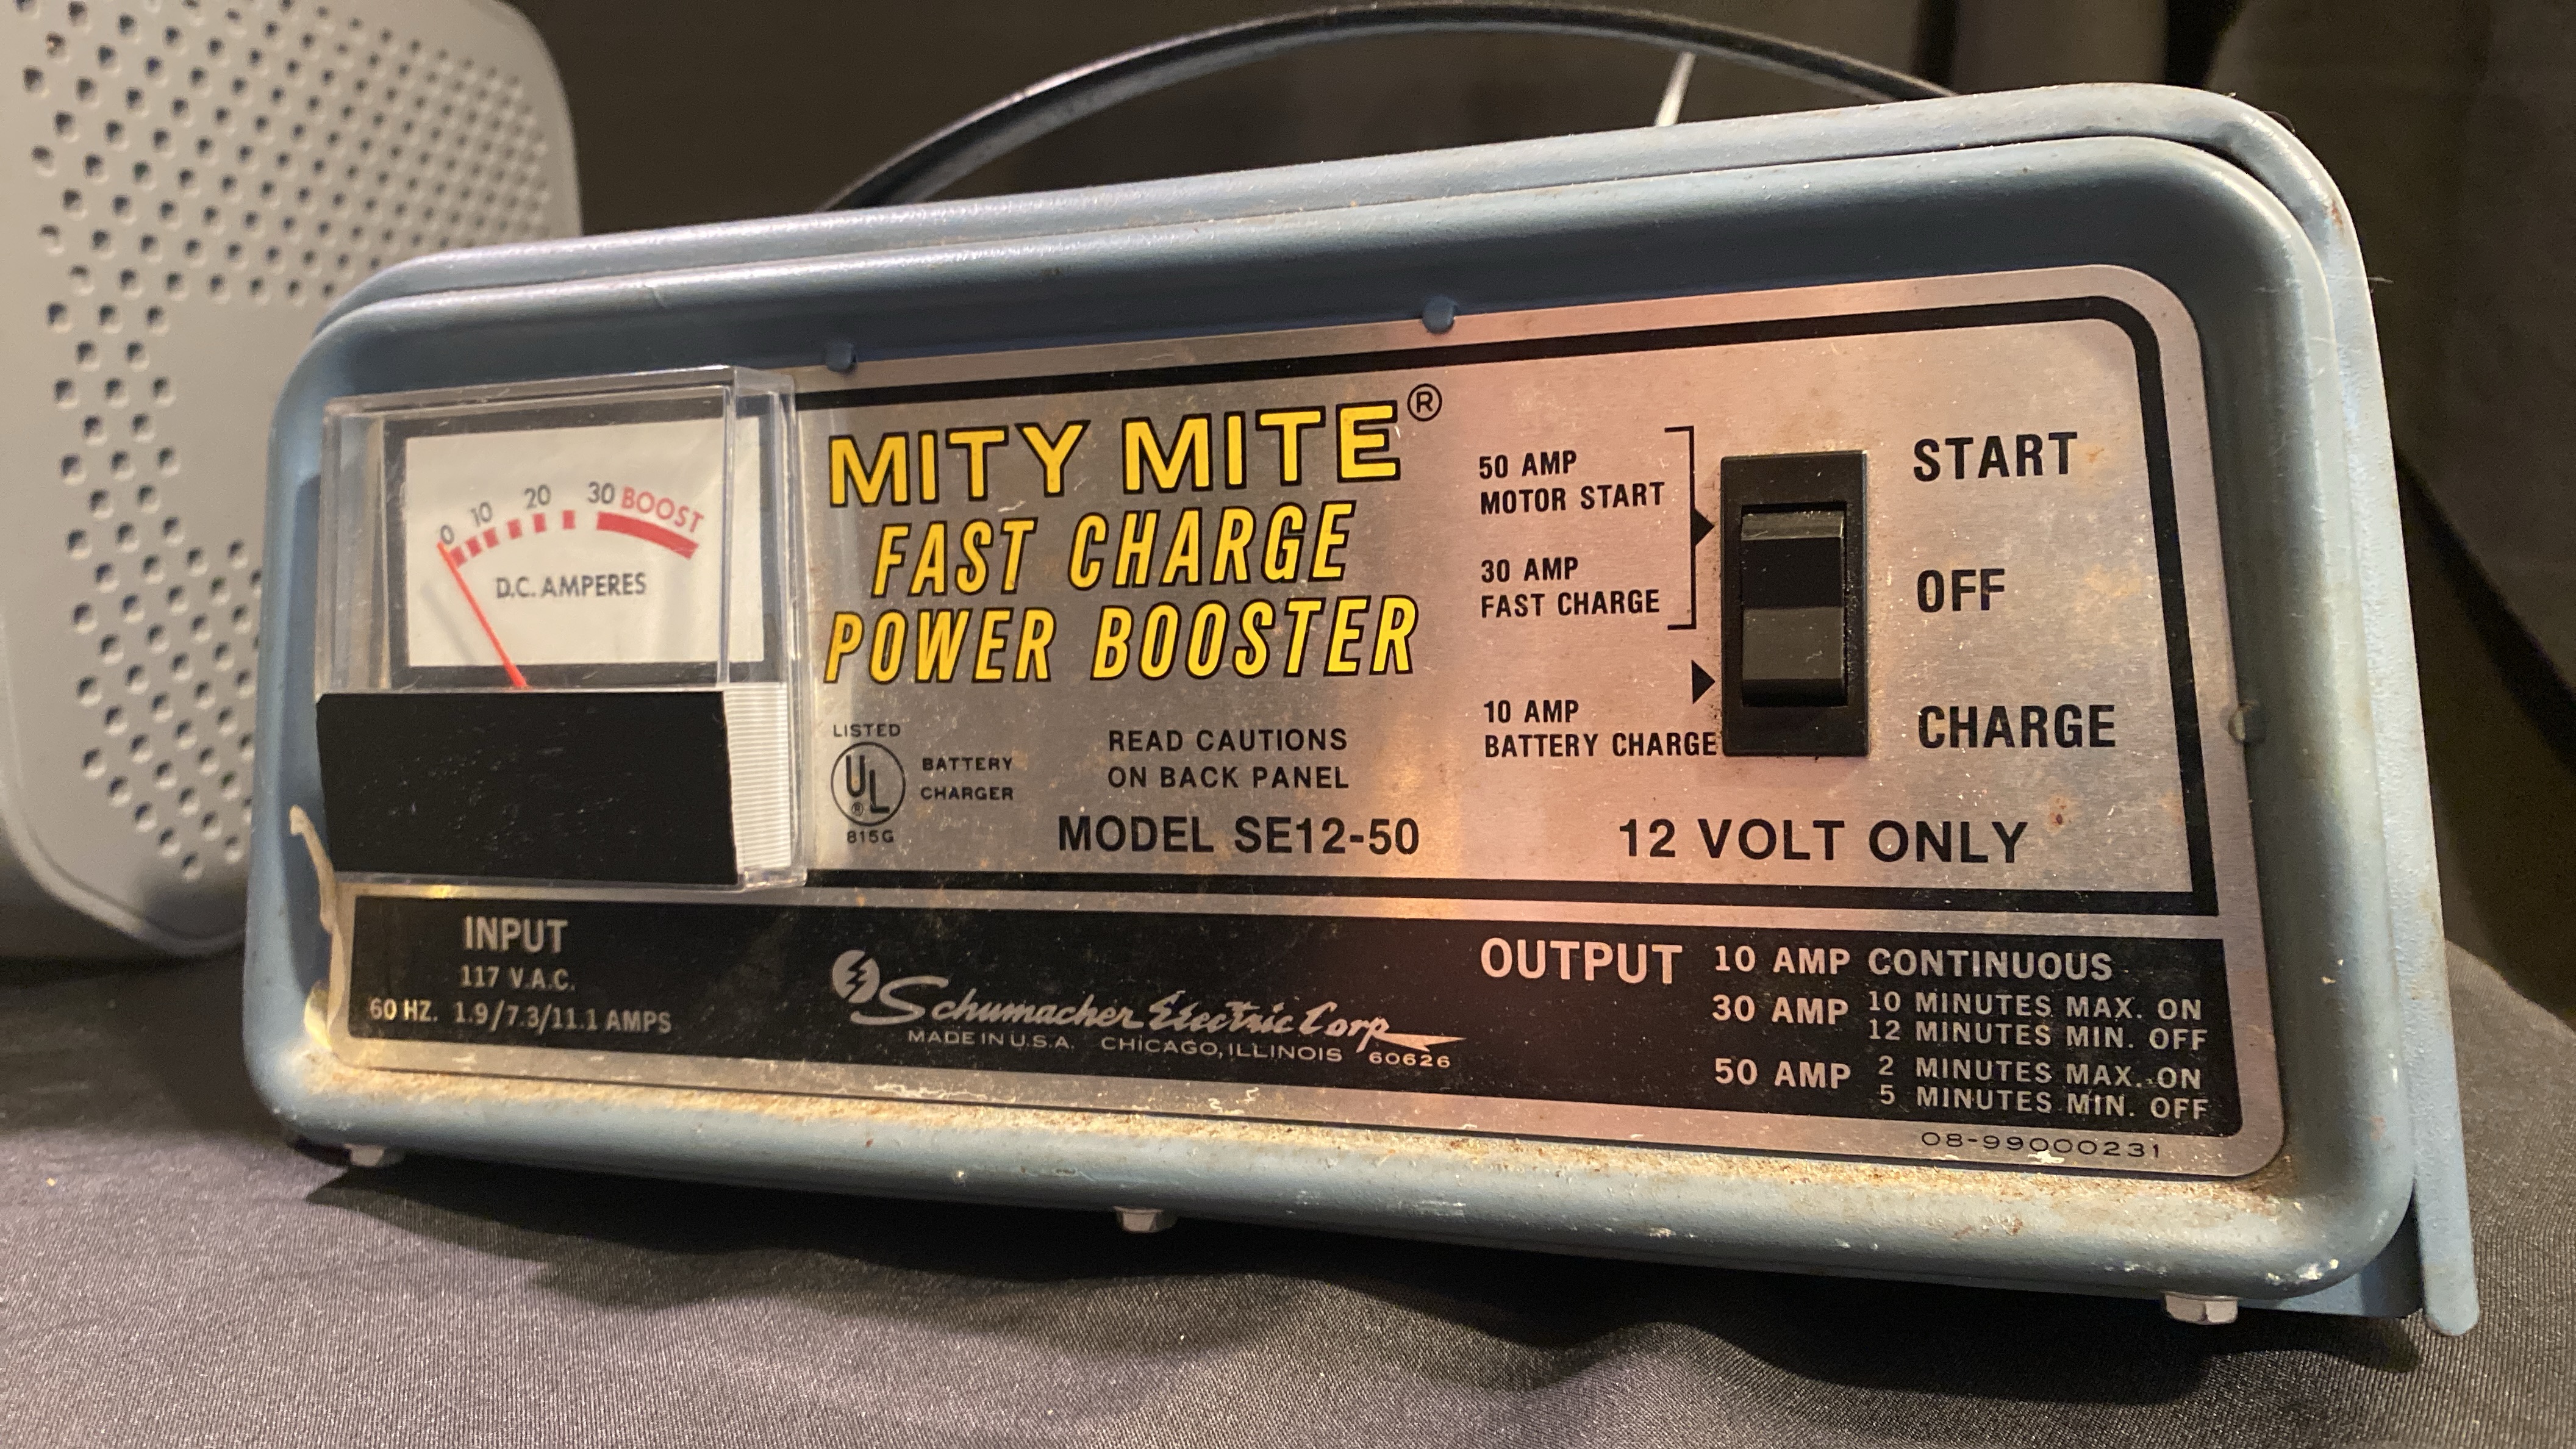 0 10 20 30 BOOST
D.C. AMPERES
MITY MITE®
FAST CHARGE
POWER BOOSTER
LISTED
UL
®
BATTERY
CHARGER
815G
READ CAUTIONS
ON BACK PANEL
MODEL SE12-50
50 AMP
MOTOR START
30 AMP
FAST CHARGE
10 AMP
BATTERY CHARGE
START
OFF
CHARGE
12 VOLT ONLY
INPUT
117 V.A.C.
60 HZ. 1.9/7.3/11.1 AMPS
Schumacher Electric Corp
MADE IN U.S.A. CHICAGO, ILLINOIS 60626
OUTPUT 10 AMP CONTINUOUS
30 AMP 10 MINUTES MAX. ON
12 MINUTES MIN. OFF
50 AMP 2 MINUTES MAX. ON
5 MINUTES MIN. OFF
08-99000231